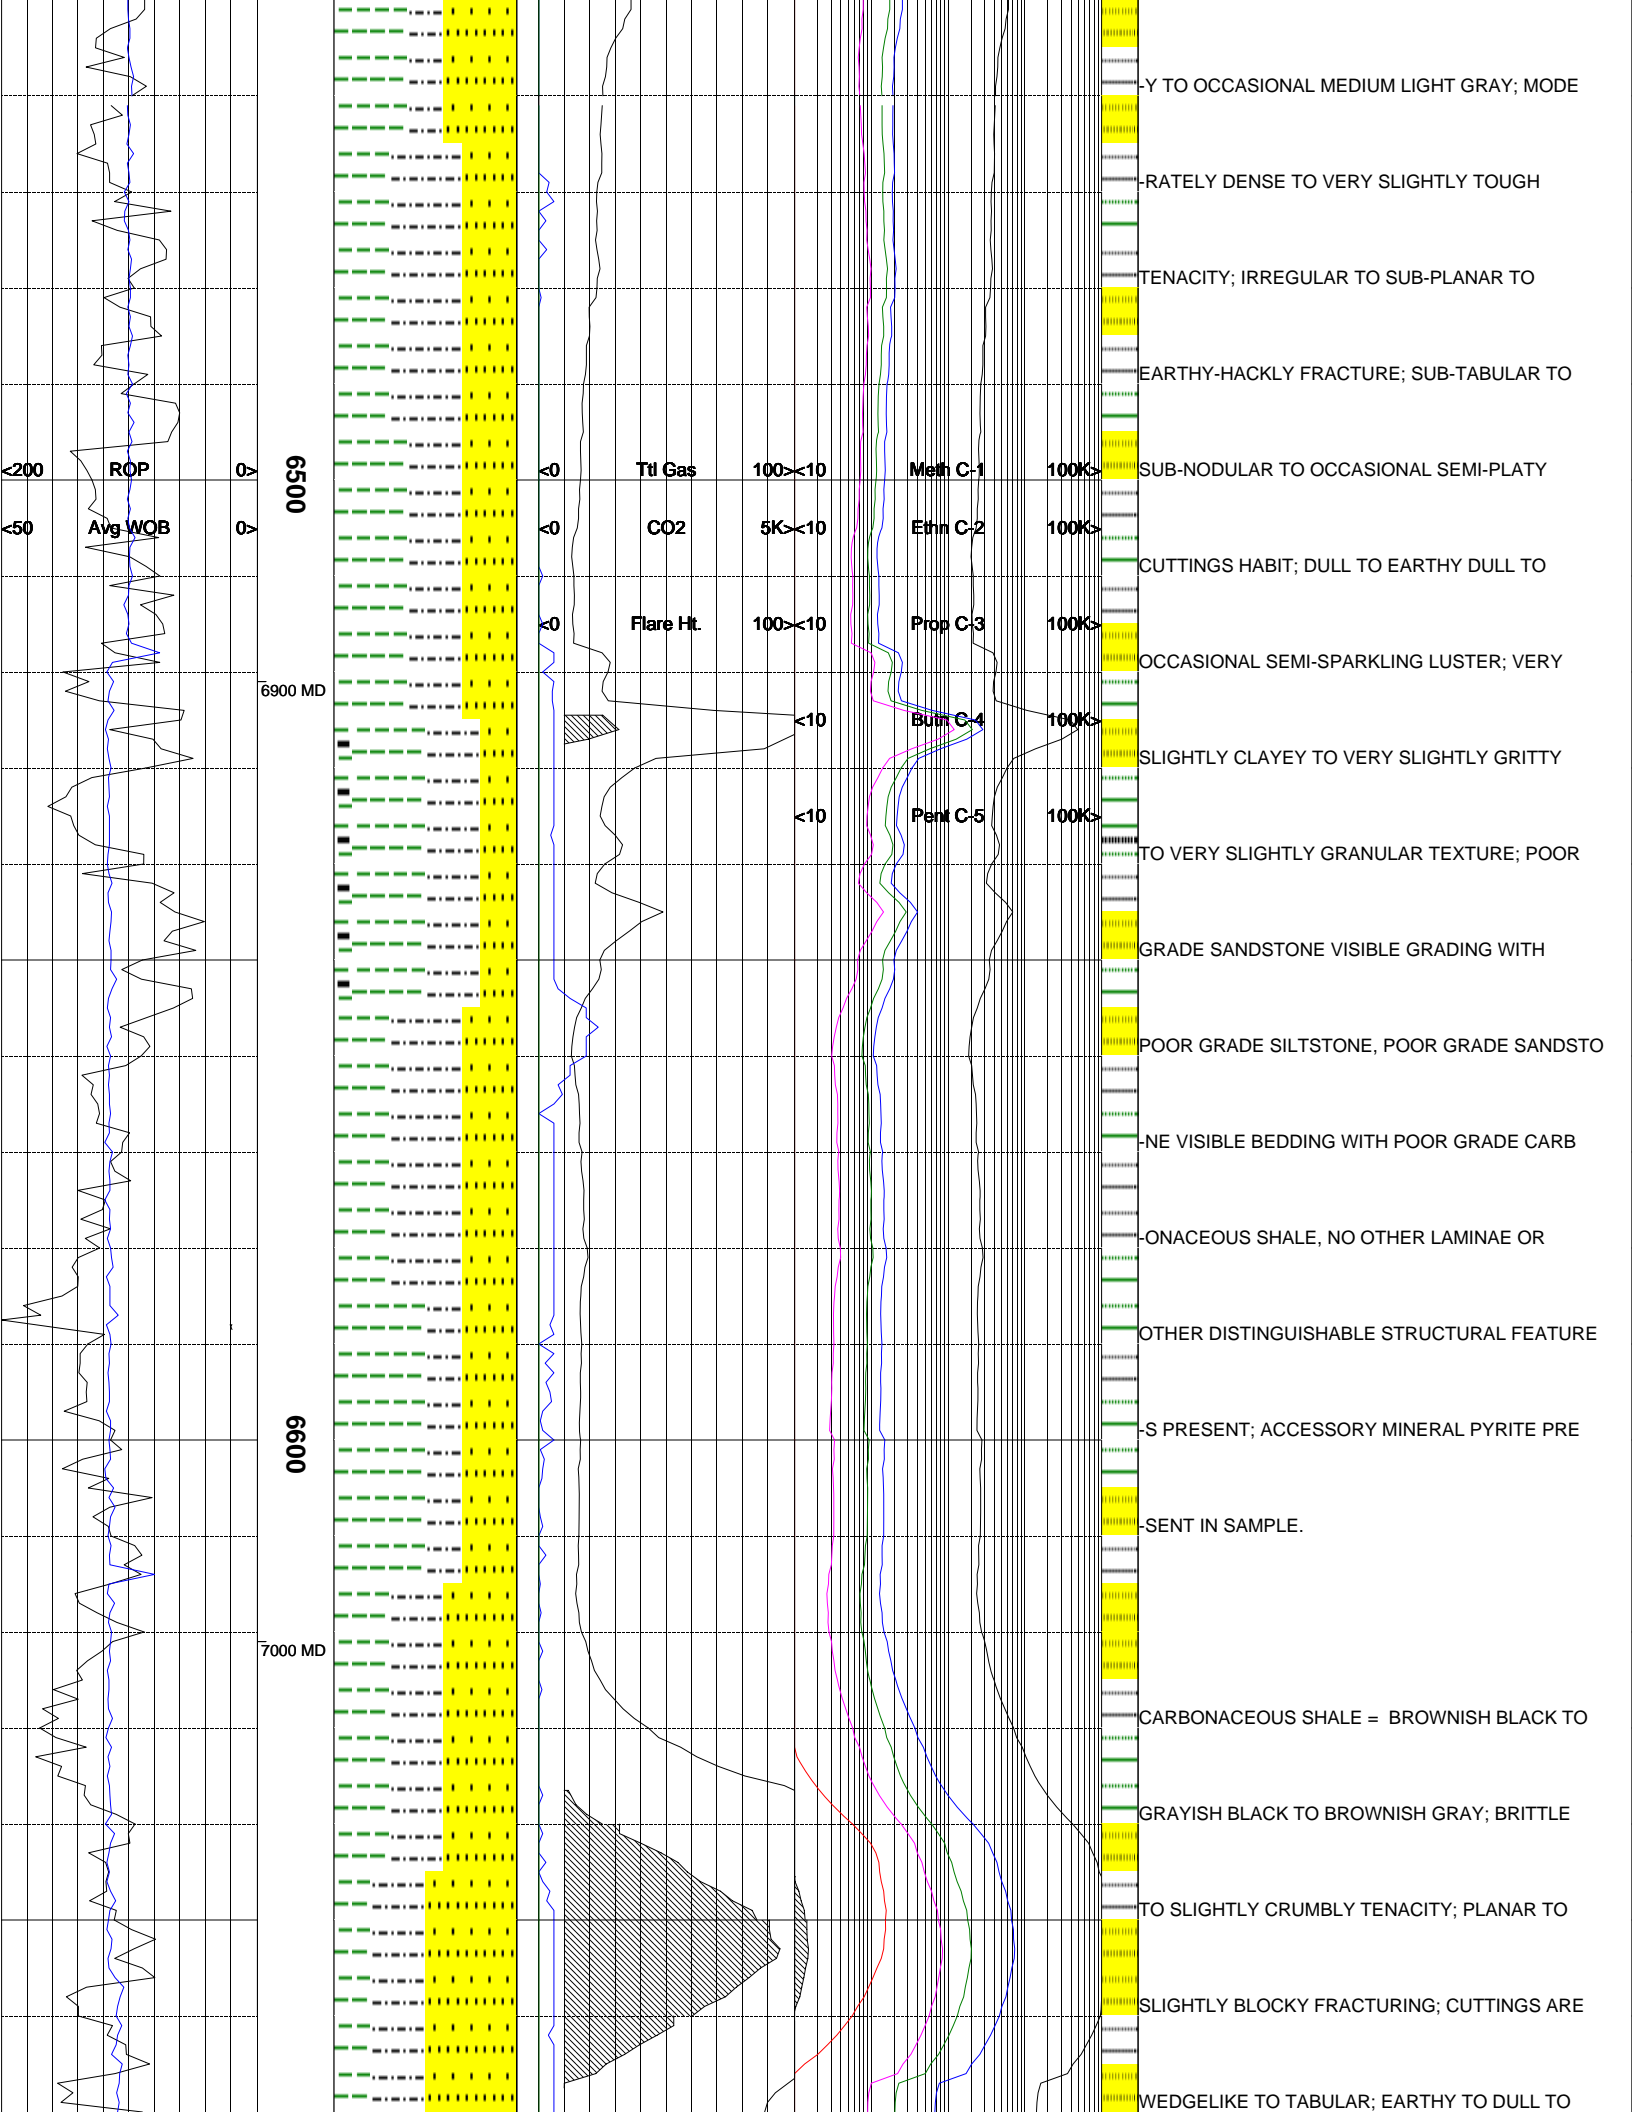 -Y TO OCCASIONAL MEDIUM LIGHT GRAY; MODE
-RATELY DENSE TO VERY SLIGHTLY TOUGH
TENACITY; IRREGULAR TO SUB-PLANAR TO
EARTHY-HACKLY FRACTURE; SUB-TABULAR TO
<200 ROP 0> 6500 <0 Ttl Gas 100> <10 Meth C-1 100K> SUB-NODULAR TO OCCASIONAL SEMI-PLATY
<50 Avg WOB 0> <0 CO2 5K> <10 Ethn C-2 100K>
CUTTINGS HABIT; DULL TO EARTHY DULL TO
<0 Flare Ht. 100> <10 Prop C-3 100K>
OCCASIONAL SEMI-SPARKLING LUSTER; VERY
6900 MD
<10 Butn C-4 100K>
SLIGHTLY CLAYEY TO VERY SLIGHTLY GRITTY
<10 Pent C-5 100K>
TO VERY SLIGHTLY GRANULAR TEXTURE; POOR
GRADE SANDSTONE VISIBLE GRADING WITH
POOR GRADE SILTSTONE, POOR GRADE SANDSTO
-NE VISIBLE BEDDING WITH POOR GRADE CARB
-ONACEOUS SHALE, NO OTHER LAMINAE OR
OTHER DISTINGUISHABLE STRUCTURAL FEATURE
6600 -S PRESENT; ACCESSORY MINERAL PYRITE PRE
-SENT IN SAMPLE.
7000 MD
CARBONACEOUS SHALE =  BROWNISH BLACK TO
GRAYISH BLACK TO BROWNISH GRAY; BRITTLE
TO SLIGHTLY CRUMBLY TENACITY; PLANAR TO
SLIGHTLY BLOCKY FRACTURING; CUTTINGS ARE
WEDGELIKE TO TABULAR; EARTHY TO DULL TO